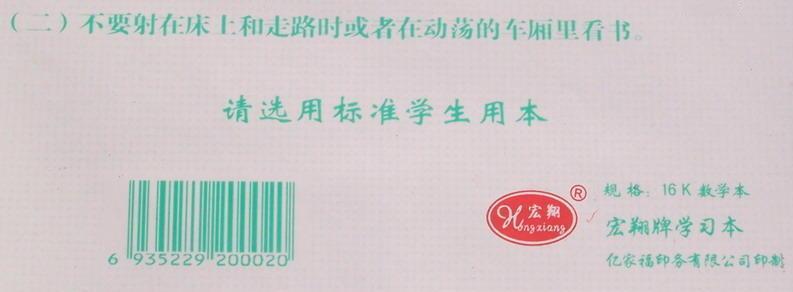 （二）不要射在床上和走路时或者在动荡的车厢里看书。
请选用标准学生用本
规格：16K数学本
宏翔 ®
Hongxiang
宏翔牌学习本
亿家福印务有限公司印制
6 935229 200020